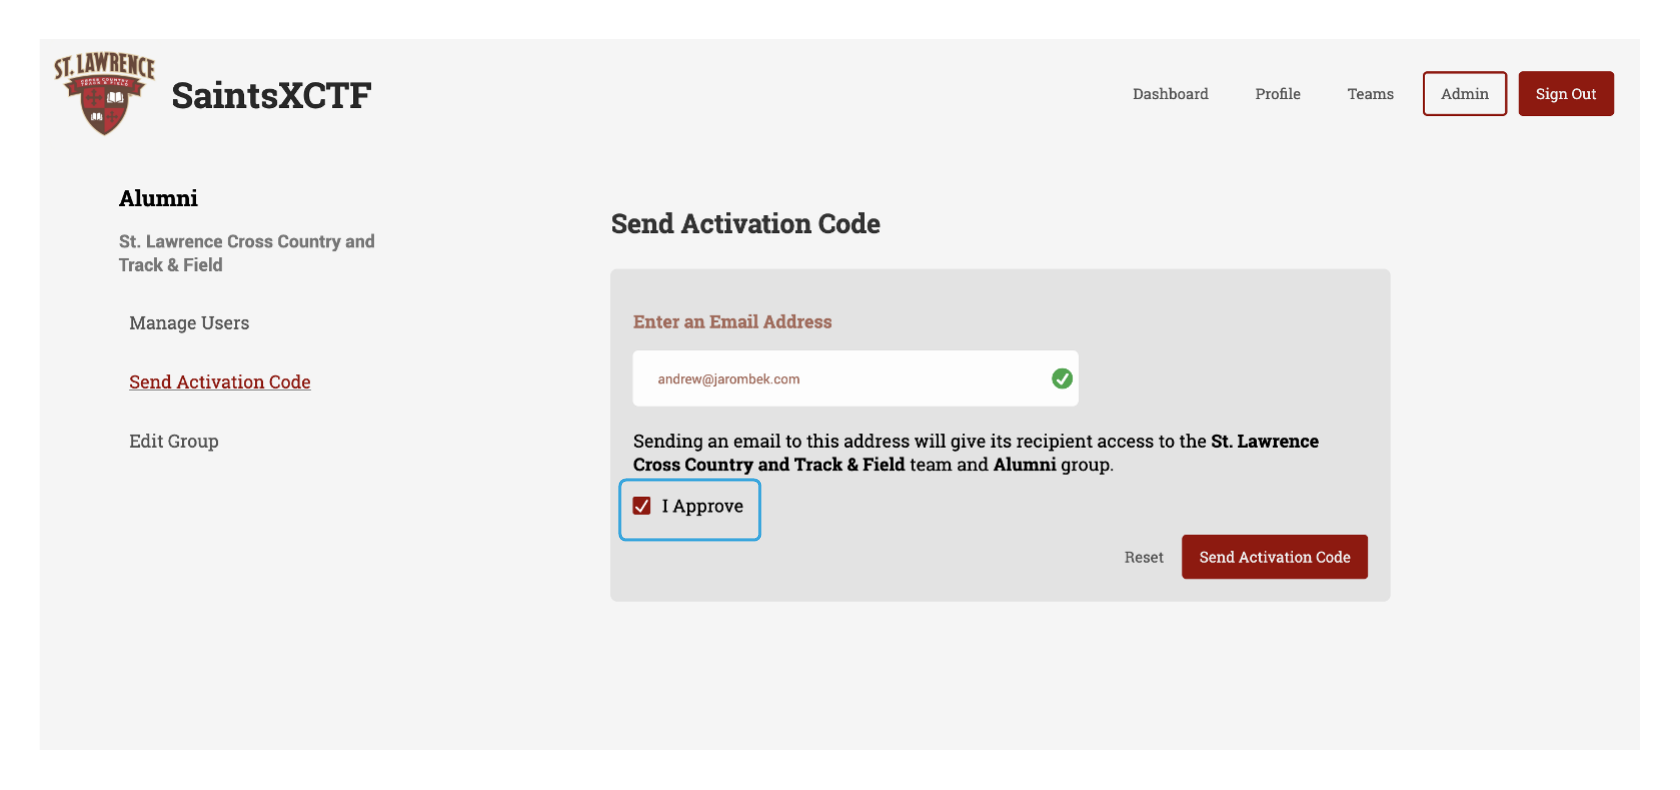 ST. LAWRENCE
CROSS COUNTRY
TRACK & FIELD
SaintsXCTF
Dashboard
Profile
Teams
Admin
Sign Out
Alumni
St. Lawrence Cross Country and
Track & Field
Manage Users
Send Activation Code
Edit Group
Send Activation Code
Enter an Email Address
andrew@jarombek.com
Sending an email to this address will give its recipient access to the St. Lawrence
Cross Country and Track & Field team and Alumni group.
I Approve
Reset
Send Activation Code